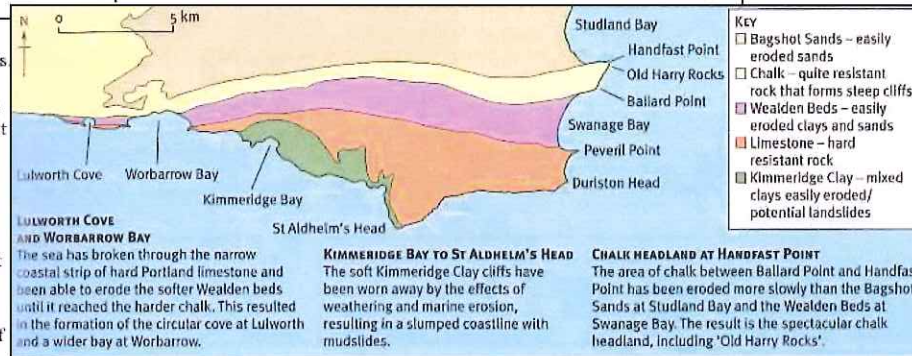 N
0 5 km
Studland Bay
Handfast Point
Old Harry Rocks
Ballard Point
Swanage Bay
Peveril Point
Durlston Head
Lulworth Cove
Worbarrow Bay
Kimmeridge Bay
St Aldhelm's Head
KEY
Bagshot Sands – easily
eroded sands
Chalk – quite resistant
rock that forms steep cliffs
Wealden Beds – easily
eroded clays and sands
Limestone – hard
resistant rock
Kimmeridge Clay – mixed
clays easily eroded/
potential landslides
LULWORTH COVE
AND WORBARROW BAY
The sea has broken through the narrow
coastal strip of hard Portland limestone and
been able to erode the softer Wealden beds
until it reached the harder chalk. This resulted
in the formation of the circular cove at Lulworth
and a wider bay at Worbarrow.
KIMMERIDGE BAY TO ST ALDHELM'S HEAD
The soft Kimmeridge Clay cliffs have
been worn away by the effects of
weathering and marine erosion,
resulting in a slumped coastline with
mudslides.
CHALK HEADLAND AT HANDFAST POINT
The area of chalk between Ballard Point and Handfast
Point has been eroded more slowly than the Bagshot
Sands at Studland Bay and the Wealden Beds at
Swanage Bay. The result is the spectacular chalk
headland, including 'Old Harry Rocks'.